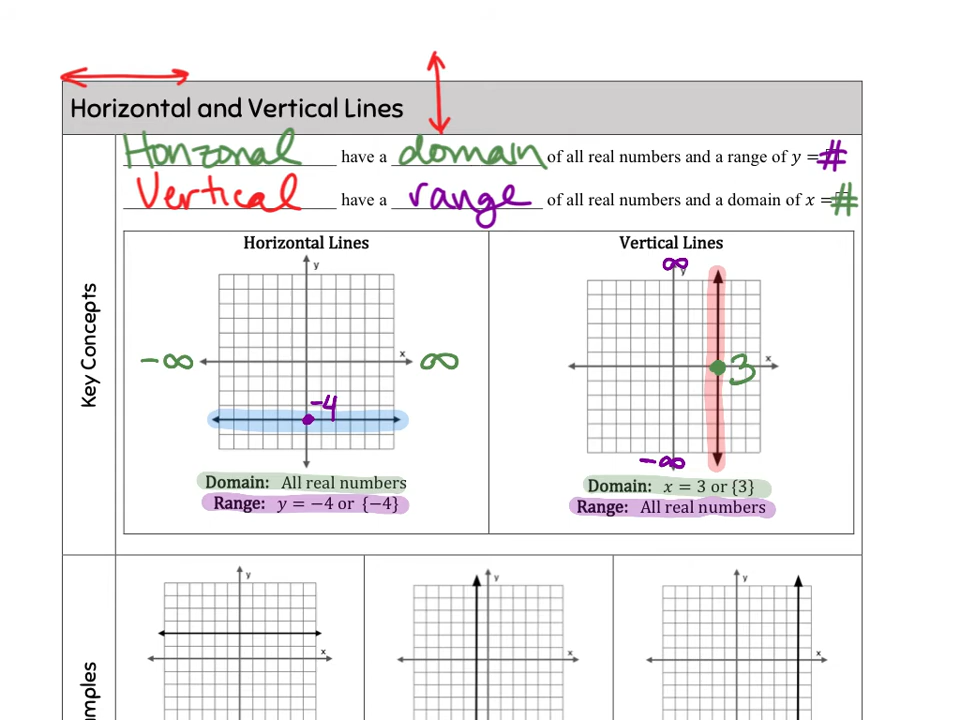 Horizontal and Vertical Lines
Honzonal have a domain of all real numbers and a range of y = #
Vertical have a range of all real numbers and a domain of x = #
Key Concepts
Horizontal Lines
y
x
-∞
∞
-4
Domain: All real numbers
Range: y = −4 or {−4}
Vertical Lines
∞
y
x
3
-∞
Domain: x = 3 or {3}
Range: All real numbers
mples
y
x
y
x
y
x